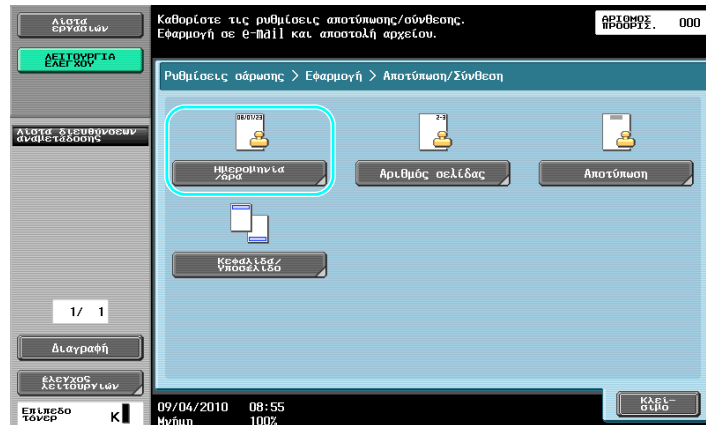 Λίστα
εργασιών
ΛΕΙΤΟΥΡΓΙΑ
ΕΛΕΓΧΟΥ
Λίστα διευθύνσεων
αναμετάδοσης
1/ 1
Διαγραφή
έλεγχος
λειτουργιών
Επίπεδο
τόνερ K
Καθορίστε τις ρυθμίσεις αποτύπωσης/σύνθεσης.
Εφαρμογή σε e-mail και αποστολή αρχείου.
ΑΡΙΘΜΟΣ
ΠΡΟΟΡΙΣ. 000
Ρυθμίσεις σάρωσης > Εφαρμογή > Αποτύπωση/Σύνθεση
08/01/23
2-3
Ημερομηνία
/ώρα
Αριθμός σελίδας
Αποτύπωση
Κεφαλίδα/
Υποσέλιδο
09/04/2010 08:55
Μνήμη 100%
Κλεί-
σιμο